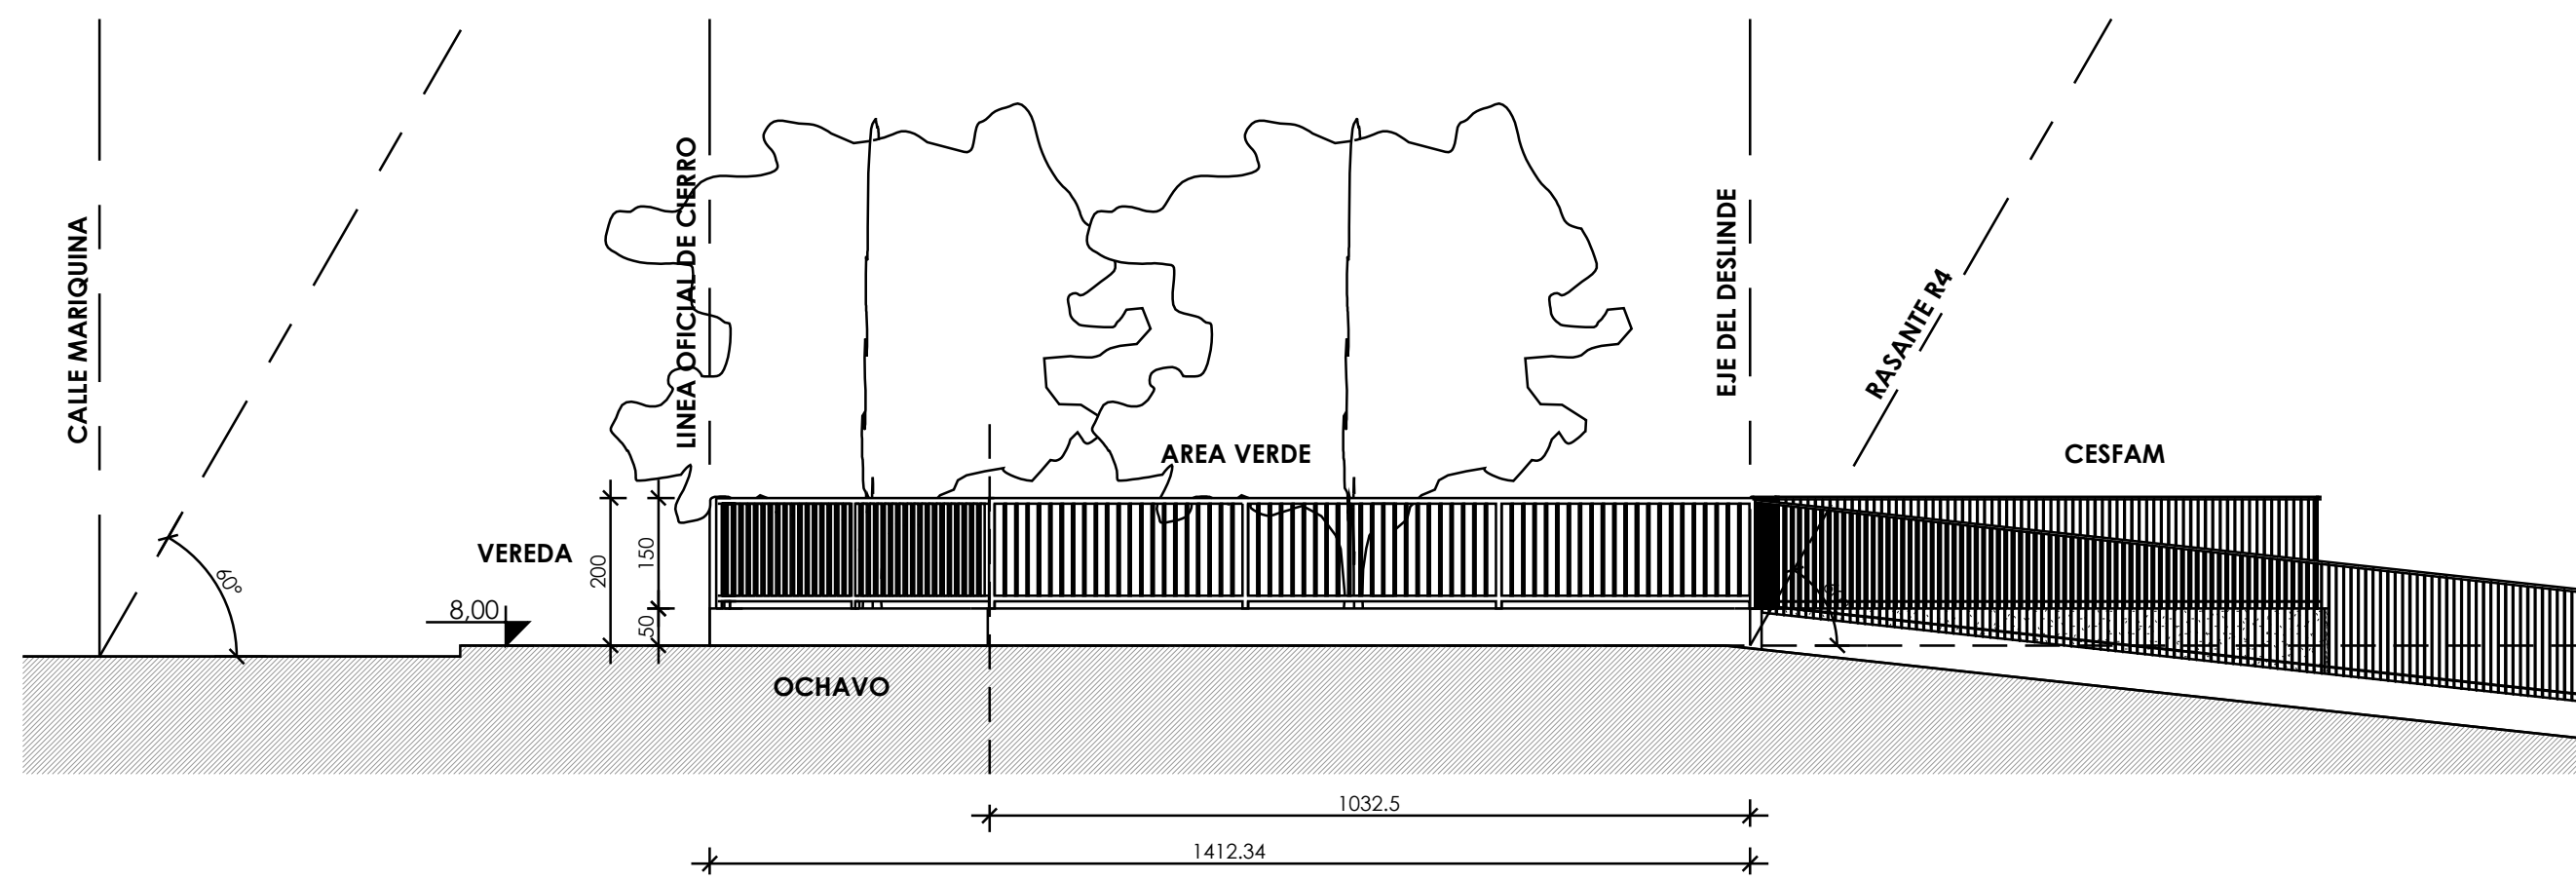 CALLE MARIQUINA
LINEA OFICIAL DE CIERRO
EJE DEL DESLINDE
RASANTE R4
AREA VERDE
CESFAM
VEREDA
60°
8,00
200
150
50
OCHAVO
1032.5
1412.34